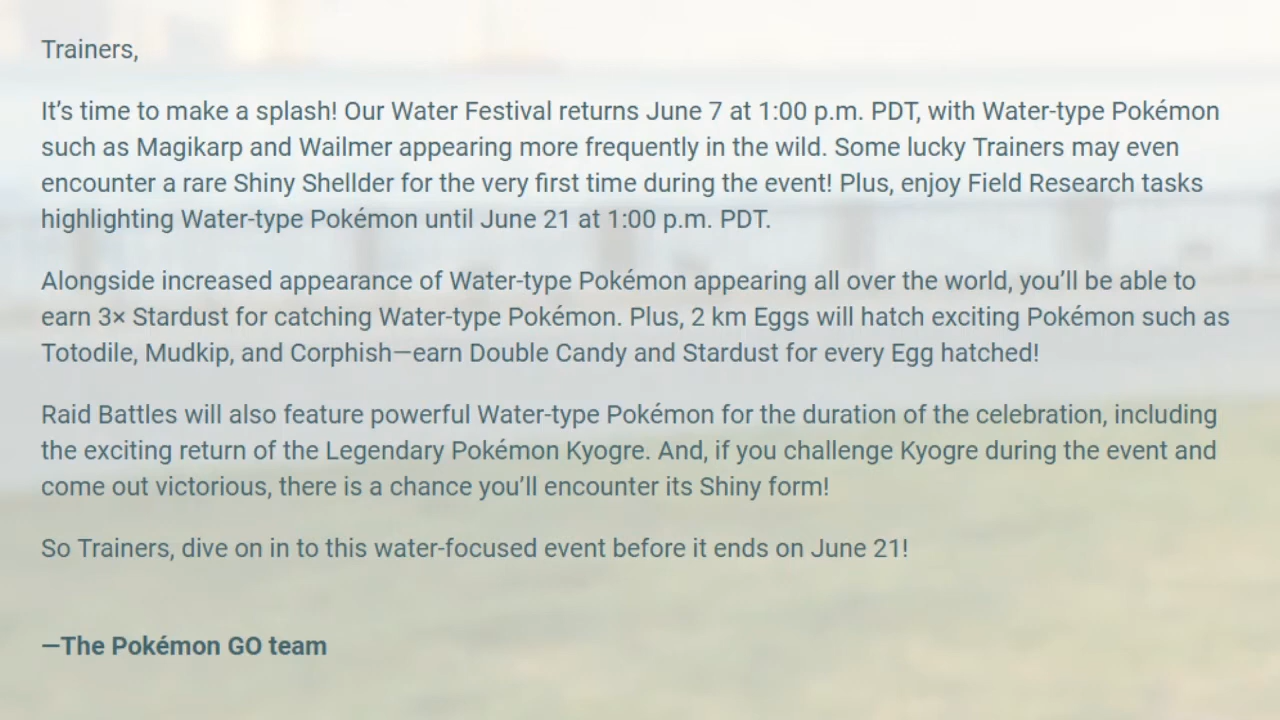 Trainers,
It’s time to make a splash! Our Water Festival returns June 7 at 1:00 p.m. PDT, with Water-type Pokémon
such as Magikarp and Wailmer appearing more frequently in the wild. Some lucky Trainers may even
encounter a rare Shiny Shellder for the very first time during the event! Plus, enjoy Field Research tasks
highlighting Water-type Pokémon until June 21 at 1:00 p.m. PDT.
Alongside increased appearance of Water-type Pokémon appearing all over the world, you’ll be able to
earn 3× Stardust for catching Water-type Pokémon. Plus, 2 km Eggs will hatch exciting Pokémon such as
Totodile, Mudkip, and Corphish—earn Double Candy and Stardust for every Egg hatched!
Raid Battles will also feature powerful Water-type Pokémon for the duration of the celebration, including
the exciting return of the Legendary Pokémon Kyogre. And, if you challenge Kyogre during the event and
come out victorious, there is a chance you’ll encounter its Shiny form!
So Trainers, dive on in to this water-focused event before it ends on June 21!
—The Pokémon GO team